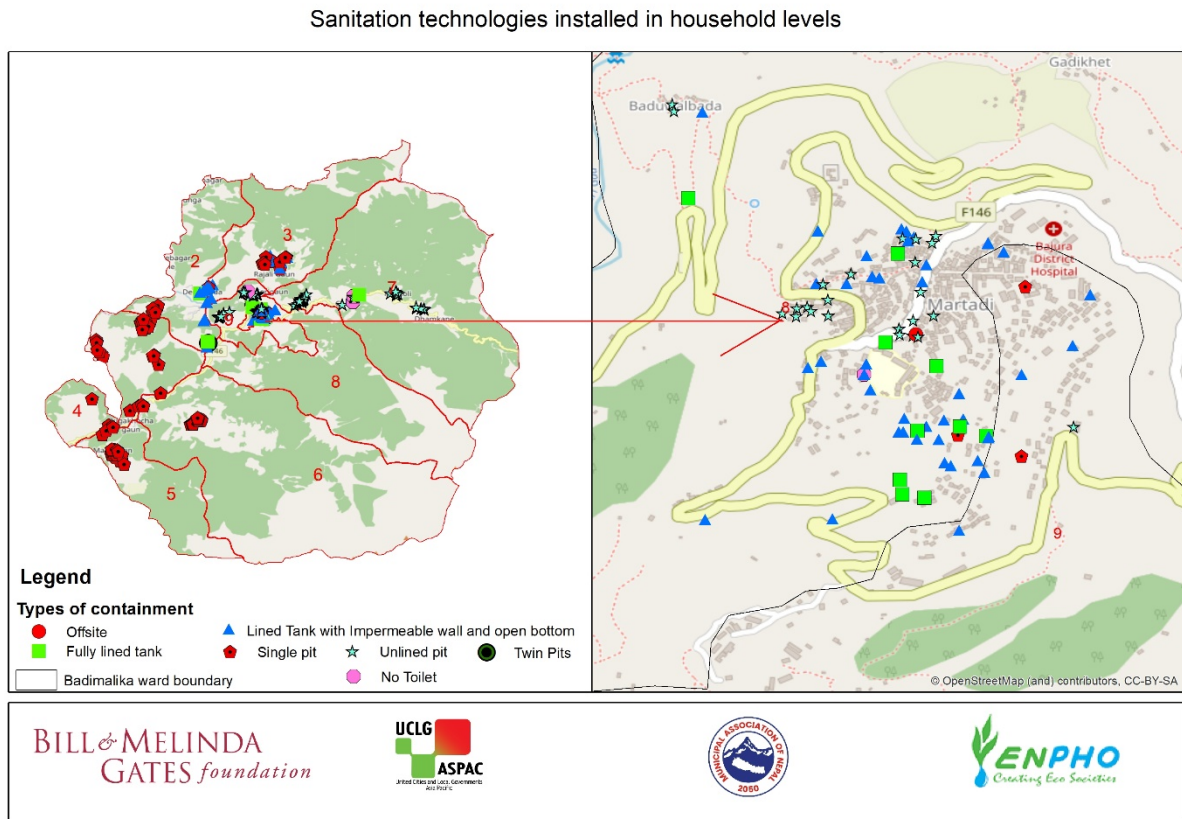 Sanitation technologies installed in household levels
3
2
7
9
8
4
6
5
Dhamkane
Legend
Types of containment
Offsite
Lined Tank with Impermeable wall and open bottom
Fully lined tank
Single pit
Unlined pit
Twin Pits
No Toilet
Badimalika ward boundary
Gadikhet
F146
Bajura
District
Hospital
8
Martadi
9
© OpenStreetMap (and) contributors, CC-BY-SA
BILL & MELINDA
GATES foundation
UCLG
ASPAC
United Cities and Local Governments
Asia Pacific
MUNICIPAL ASSOCIATION OF NEPAL
2050
ENPHO
Creating Eco Societies